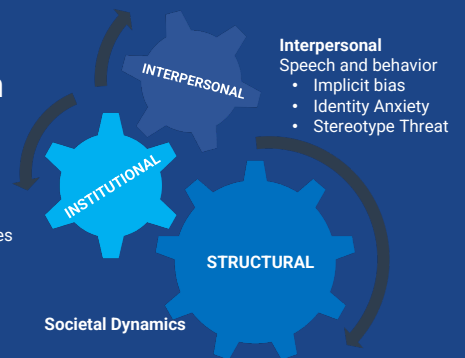 Interpersonal
Speech and behavior
• Implicit bias
• Identity Anxiety
• Stereotype Threat
INTERPERSONAL
INSTITUTIONAL
STRUCTURAL
Societal Dynamics